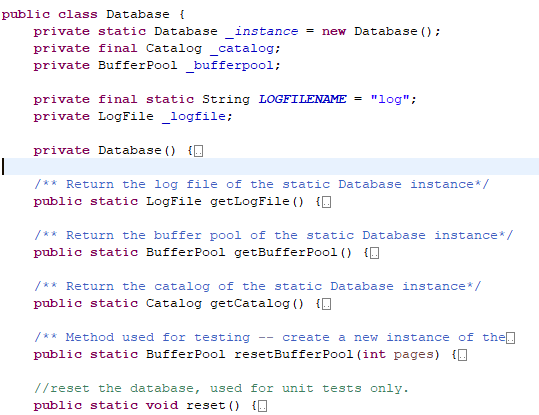 public class Database {
private static Database _instance = new Database();
private final Catalog _catalog;
private BufferPool _bufferpool;
private final static String LOGFILENAME = "log";
private LogFile _logfile;
private Database() {..
/** Return the log file of the static Database instance*/
public static LogFile getLogFile() {..
/** Return the buffer pool of the static Database instance*/
public static BufferPool getBufferPool() {..
/** Return the catalog of the static Database instance*/
public static Catalog getCatalog() {..
/** Method used for testing -- create a new instance of the..
public static BufferPool resetBufferPool(int pages) {..
//reset the database, used for unit tests only.
public static void reset() {..